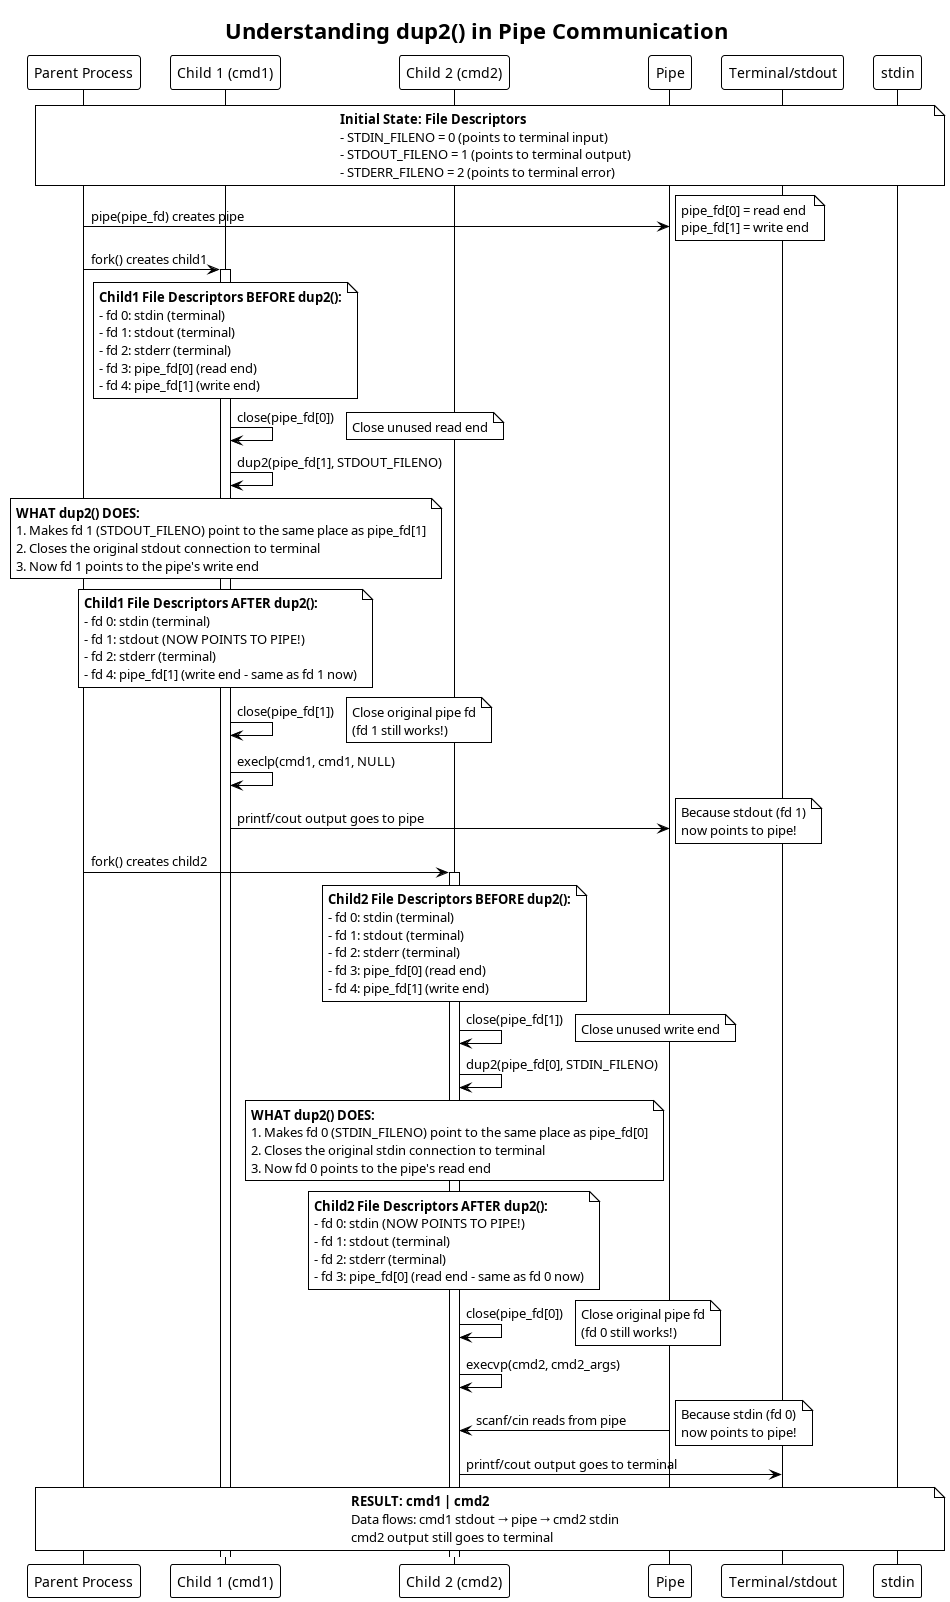 Understanding dup2() in Pipe Communication
Parent Process
Child 1 (cmd1)
Child 2 (cmd2)
Pipe
Terminal/stdout
stdin
Initial State: File Descriptors
- STDIN_FILENO = 0 (points to terminal input)
- STDOUT_FILENO = 1 (points to terminal output)
- STDERR_FILENO = 2 (points to terminal error)
pipe(pipe_fd) creates pipe
pipe_fd[0] = read end
pipe_fd[1] = write end
fork() creates child1
Child1 File Descriptors BEFORE dup2():
- fd 0: stdin (terminal)
- fd 1: stdout (terminal)
- fd 2: stderr (terminal)
- fd 3: pipe_fd[0] (read end)
- fd 4: pipe_fd[1] (write end)
close(pipe_fd[0])
Close unused read end
dup2(pipe_fd[1], STDOUT_FILENO)
WHAT dup2() DOES:
1. Makes fd 1 (STDOUT_FILENO) point to the same place as pipe_fd[1]
2. Closes the original stdout connection to terminal
3. Now fd 1 points to the pipe's write end
Child1 File Descriptors AFTER dup2():
- fd 0: stdin (terminal)
- fd 1: stdout (NOW POINTS TO PIPE!)
- fd 2: stderr (terminal)
- fd 4: pipe_fd[1] (write end - same as fd 1 now)
close(pipe_fd[1])
Close original pipe fd
(fd 1 still works!)
execlp(cmd1, cmd1, NULL)
printf/cout output goes to pipe
Because stdout (fd 1)
now points to pipe!
fork() creates child2
Child2 File Descriptors BEFORE dup2():
- fd 0: stdin (terminal)
- fd 1: stdout (terminal)
- fd 2: stderr (terminal)
- fd 3: pipe_fd[0] (read end)
- fd 4: pipe_fd[1] (write end)
close(pipe_fd[1])
Close unused write end
dup2(pipe_fd[0], STDIN_FILENO)
WHAT dup2() DOES:
1. Makes fd 0 (STDIN_FILENO) point to the same place as pipe_fd[0]
2. Closes the original stdin connection to terminal
3. Now fd 0 points to the pipe's read end
Child2 File Descriptors AFTER dup2():
- fd 0: stdin (NOW POINTS TO PIPE!)
- fd 1: stdout (terminal)
- fd 2: stderr (terminal)
- fd 3: pipe_fd[0] (read end - same as fd 0 now)
close(pipe_fd[0])
Close original pipe fd
(fd 0 still works!)
execvp(cmd2, cmd2_args)
scanf/cin reads from pipe
Because stdin (fd 0)
now points to pipe!
printf/cout output goes to terminal
RESULT: cmd1 | cmd2
Data flows: cmd1 stdout → pipe → cmd2 stdin
cmd2 output still goes to terminal
Parent Process
Child 1 (cmd1)
Child 2 (cmd2)
Pipe
Terminal/stdout
stdin